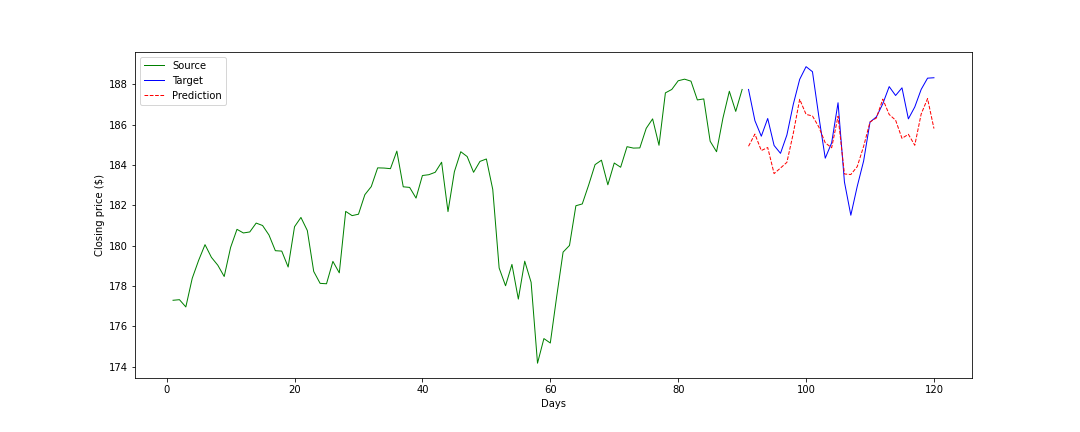 Source
Target
Prediction
188
186
184
182
180
178
176
174
Closing price ($)
0 20 40 60 80 100 120
Days